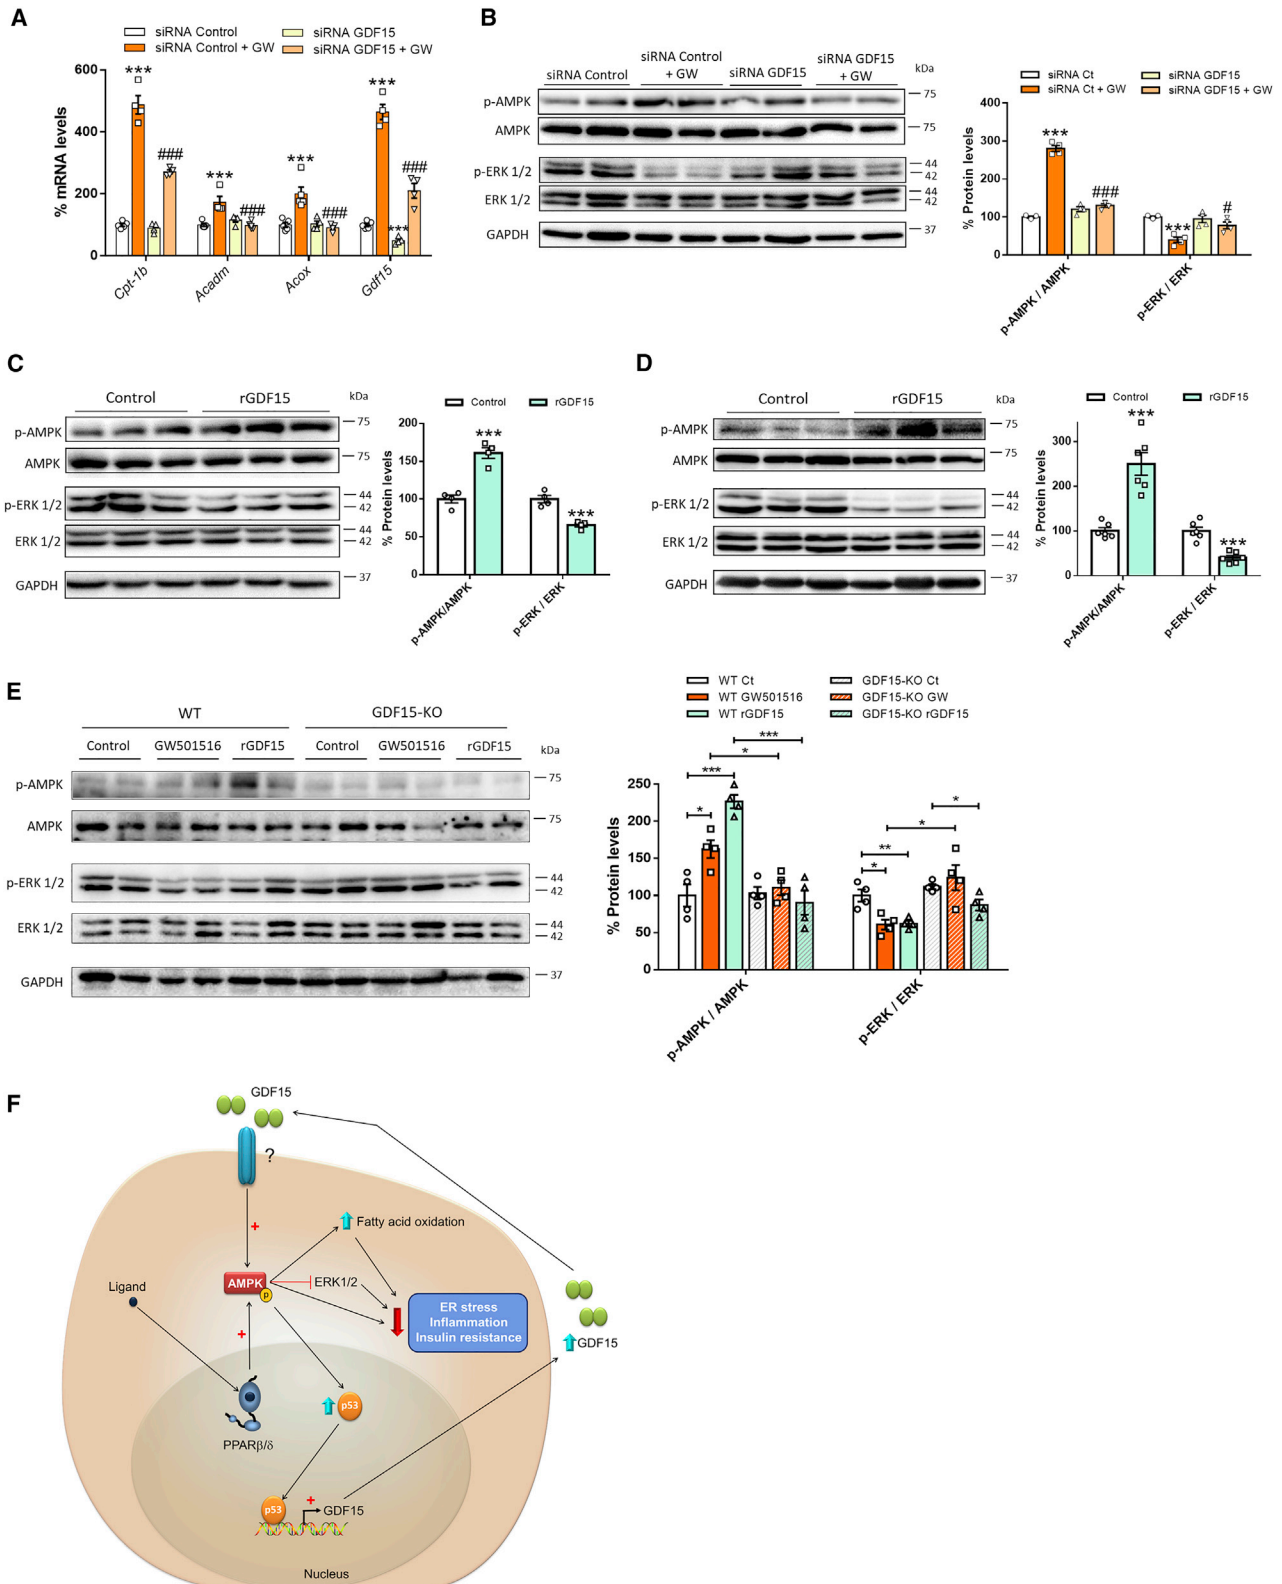 A
siRNA Control
siRNA GDF15
siRNA Control + GW
siRNA GDF15 + GW
% mRNA levels
600
400
200
0
***
###
***
###
***
###
***
***
###
Cpt-1b
Acadm
Acox
Gdf15
B
siRNA Control
siRNA Control
+ GW
siRNA GDF15
siRNA GDF15
+ GW
kDa
p-AMPK
75
AMPK
75
p-ERK 1/2
44
42
ERK 1/2
44
42
GAPDH
37
siRNA Ct
siRNA GDF15
siRNA Ct + GW
siRNA GDF15 + GW
% Protein levels
400
300
200
100
0
***
###
***
#
p-AMPK / AMPK
p-ERK / ERK
C
Control
rGDF15
kDa
p-AMPK
75
AMPK
75
p-ERK 1/2
44
42
ERK 1/2
44
42
GAPDH
37
Control
rGDF15
% Protein levels
200
150
100
50
0
***
***
p-AMPK/AMPK
p-ERK / ERK
D
Control
rGDF15
kDa
p-AMPK
75
AMPK
75
p-ERK 1/2
44
42
ERK 1/2
44
42
GAPDH
37
Control
rGDF15
% Protein levels
300
200
100
0
***
***
p-AMPK/AMPK
p-ERK / ERK
E
WT
GDF15-KO
Control
GW501516
rGDF15
Control
GW501516
rGDF15
kDa
p-AMPK
75
AMPK
75
p-ERK 1/2
44
42
ERK 1/2
44
42
GAPDH
37
WT Ct
GDF15-KO Ct
WT GW501516
GDF15-KO GW
WT rGDF15
GDF15-KO rGDF15
% Protein levels
250
200
150
100
50
0
***
*
***
*
*
*
**
*
p-AMPK / AMPK
p-ERK / ERK
F
GDF15
?
+
Fatty acid oxidation
AMPK
p
ERK1/2
Ligand
ER stress
Inflammation
Insulin resistance
+
GDF15
p53
PPARβ/δ
p53
+
GDF15
Nucleus